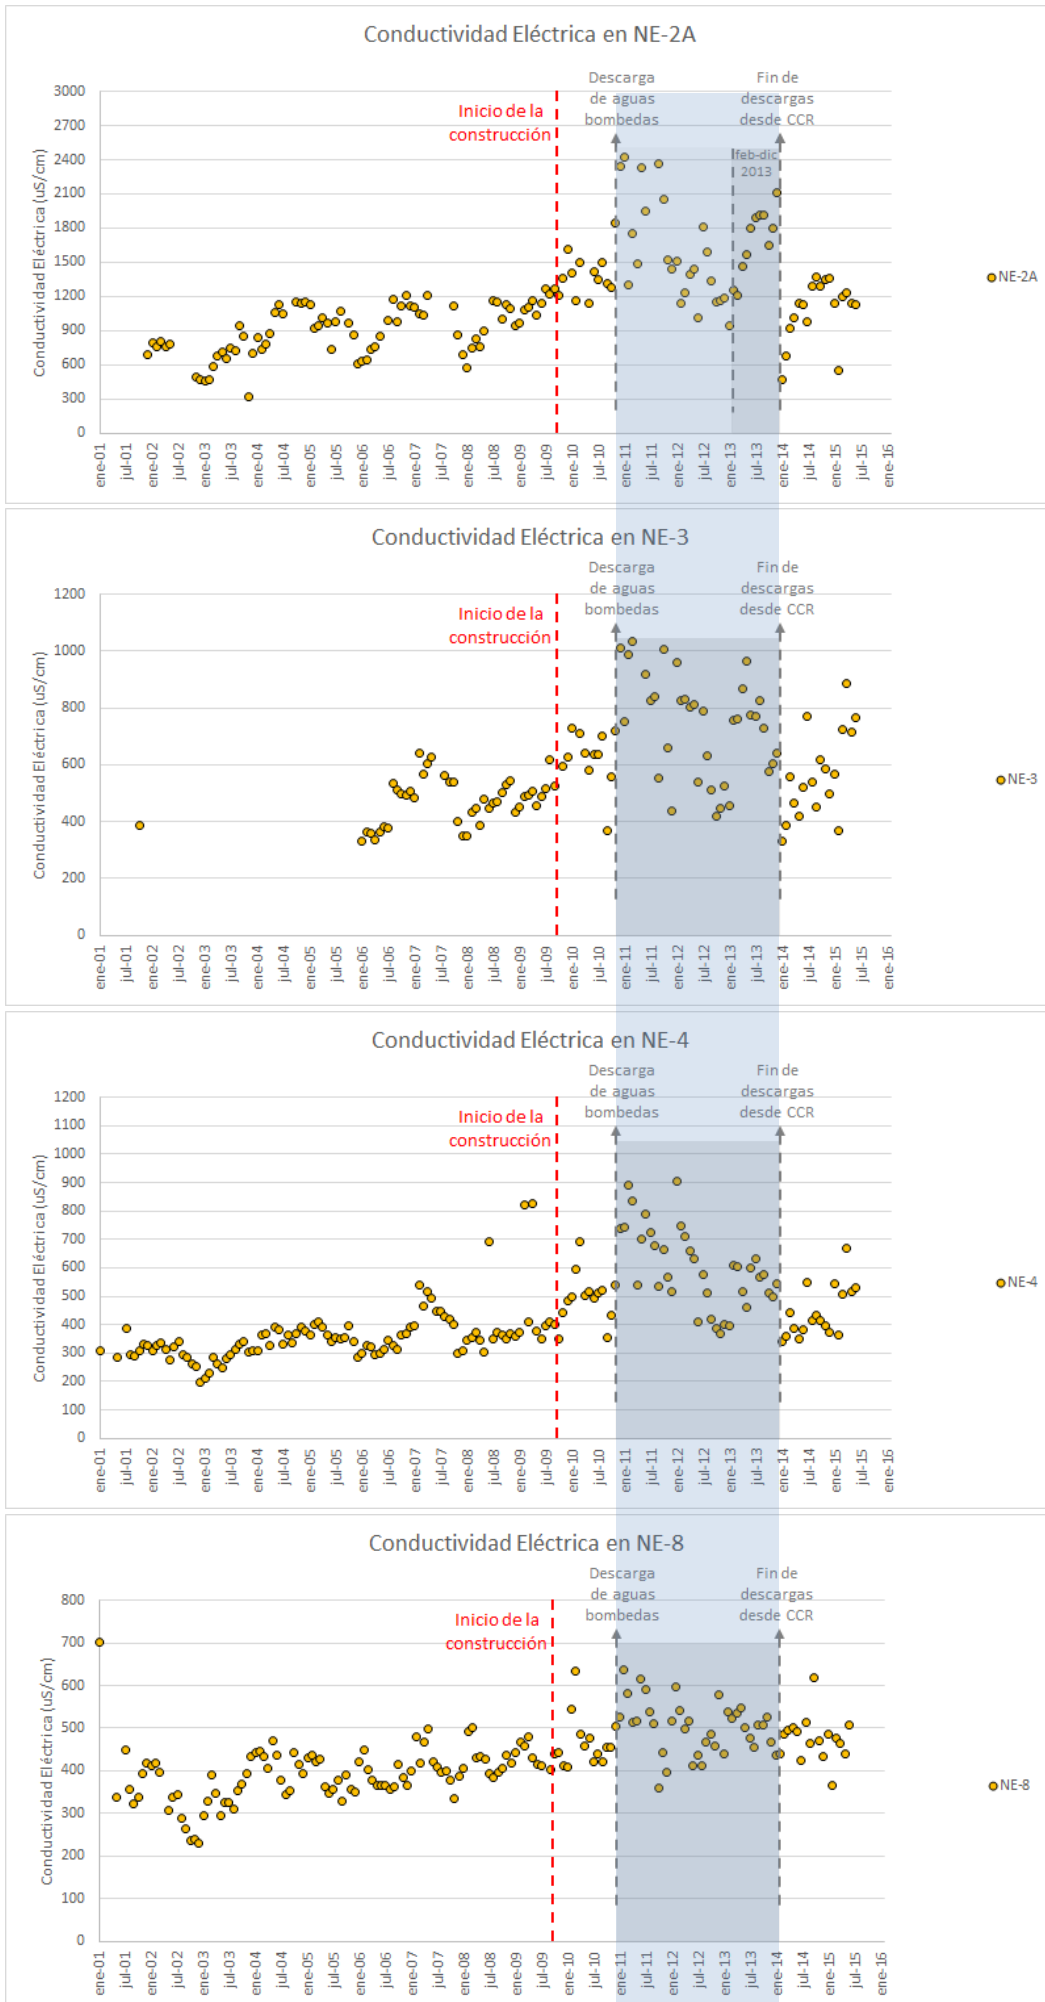 Conductividad Eléctrica en NE-2A
Descarga
de aguas
bombedas
Fin de
descargas
desde CCR
Inicio de la
construcción
feb-dic
2013
Conductividad Eléctrica (uS/cm)
3000
2700
2400
2100
1800
1500
1200
900
600
300
0
ene-01
jul-01
ene-02
jul-02
ene-03
jul-03
ene-04
jul-04
ene-05
jul-05
ene-06
jul-06
ene-07
jul-07
ene-08
jul-08
ene-09
jul-09
ene-10
jul-10
ene-11
jul-11
ene-12
jul-12
ene-13
jul-13
ene-14
jul-14
ene-15
jul-15
ene-16
NE-2A
Conductividad Eléctrica en NE-3
Descarga
de aguas
bombedas
Fin de
descargas
desde CCR
Inicio de la
construcción
Conductividad Eléctrica (uS/cm)
1200
1000
800
600
400
200
0
ene-01
jul-01
ene-02
jul-02
ene-03
jul-03
ene-04
jul-04
ene-05
jul-05
ene-06
jul-06
ene-07
jul-07
ene-08
jul-08
ene-09
jul-09
ene-10
jul-10
ene-11
jul-11
ene-12
jul-12
ene-13
jul-13
ene-14
jul-14
ene-15
jul-15
ene-16
NE-3
Conductividad Eléctrica en NE-4
Descarga
de aguas
bombedas
Fin de
descargas
desde CCR
Inicio de la
construcción
Conductividad Eléctrica (uS/cm)
1200
1100
1000
900
800
700
600
500
400
300
200
100
0
ene-01
jul-01
ene-02
jul-02
ene-03
jul-03
ene-04
jul-04
ene-05
jul-05
ene-06
jul-06
ene-07
jul-07
ene-08
jul-08
ene-09
jul-09
ene-10
jul-10
ene-11
jul-11
ene-12
jul-12
ene-13
jul-13
ene-14
jul-14
ene-15
jul-15
ene-16
NE-4
Conductividad Eléctrica en NE-8
Descarga
de aguas
bombedas
Fin de
descargas
desde CCR
Inicio de la
construcción
Conductividad Eléctrica (uS/cm)
800
700
600
500
400
300
200
100
0
ene-01
jul-01
ene-02
jul-02
ene-03
jul-03
ene-04
jul-04
ene-05
jul-05
ene-06
jul-06
ene-07
jul-07
ene-08
jul-08
ene-09
jul-09
ene-10
jul-10
ene-11
jul-11
ene-12
jul-12
ene-13
jul-13
ene-14
jul-14
ene-15
jul-15
ene-16
NE-8